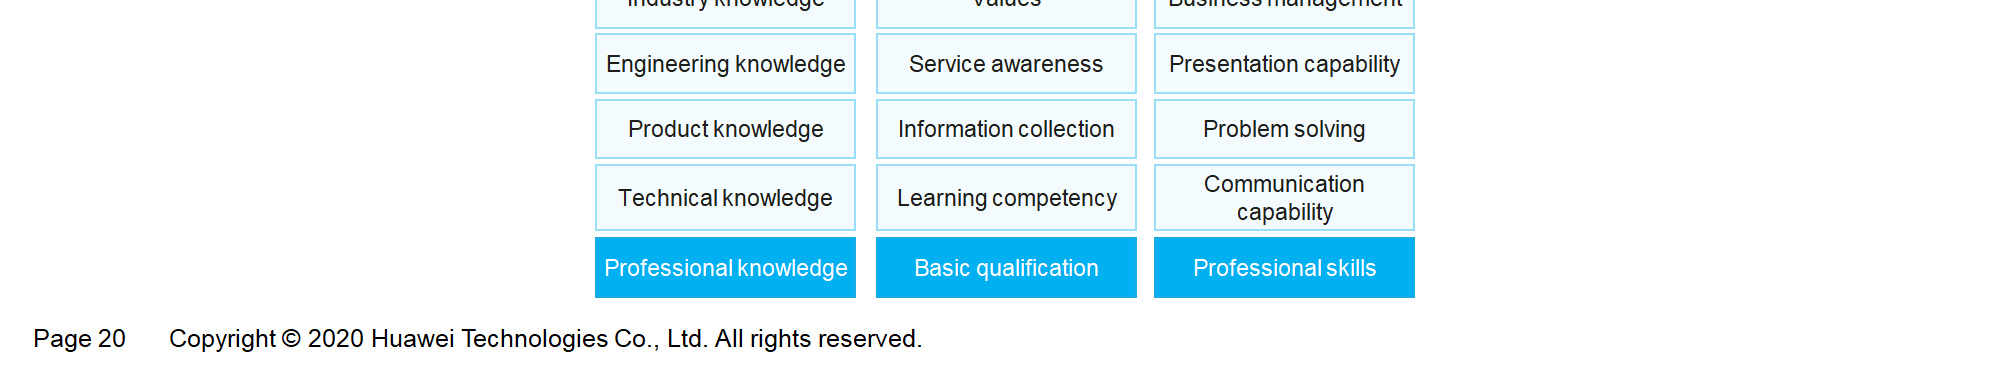 Industry knowledge
Values
Business management
Engineering knowledge
Service awareness
Presentation capability
Product knowledge
Information collection
Problem solving
Technical knowledge
Learning competency
Communication
capability
Professional knowledge
Basic qualification
Professional skills
Page 20
Copyright © 2020 Huawei Technologies Co., Ltd. All rights reserved.